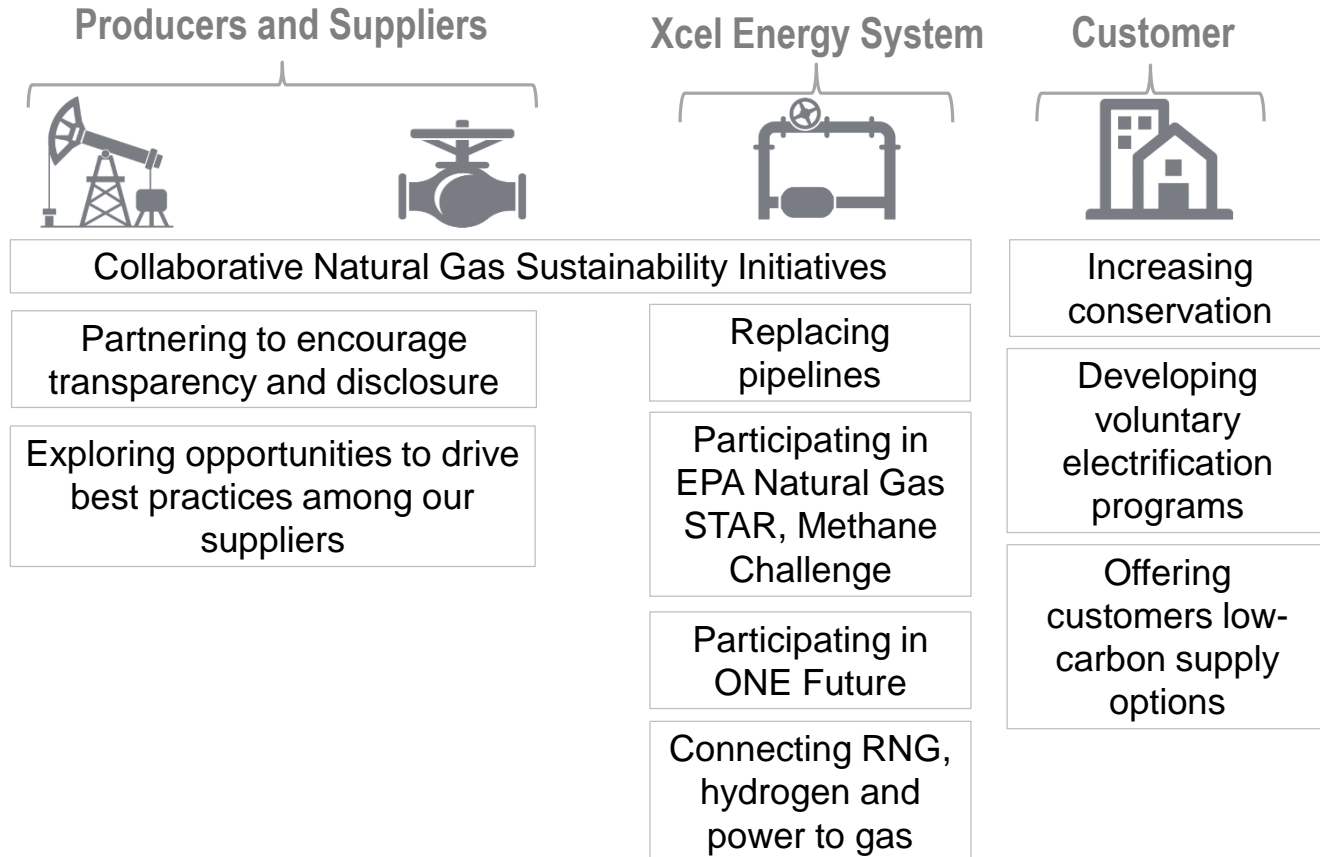 Producers and Suppliers
Xcel Energy System
Customer
Collaborative Natural Gas Sustainability Initiatives
Partnering to encourage
transparency and disclosure
Exploring opportunities to drive
best practices among our
suppliers
Replacing
pipelines
Participating in
EPA Natural Gas
STAR, Methane
Challenge
Participating in
ONE Future
Connecting RNG,
hydrogen and
power to gas
Increasing
conservation
Developing
voluntary
electrification
programs
Offering
customers low-
carbon supply
options